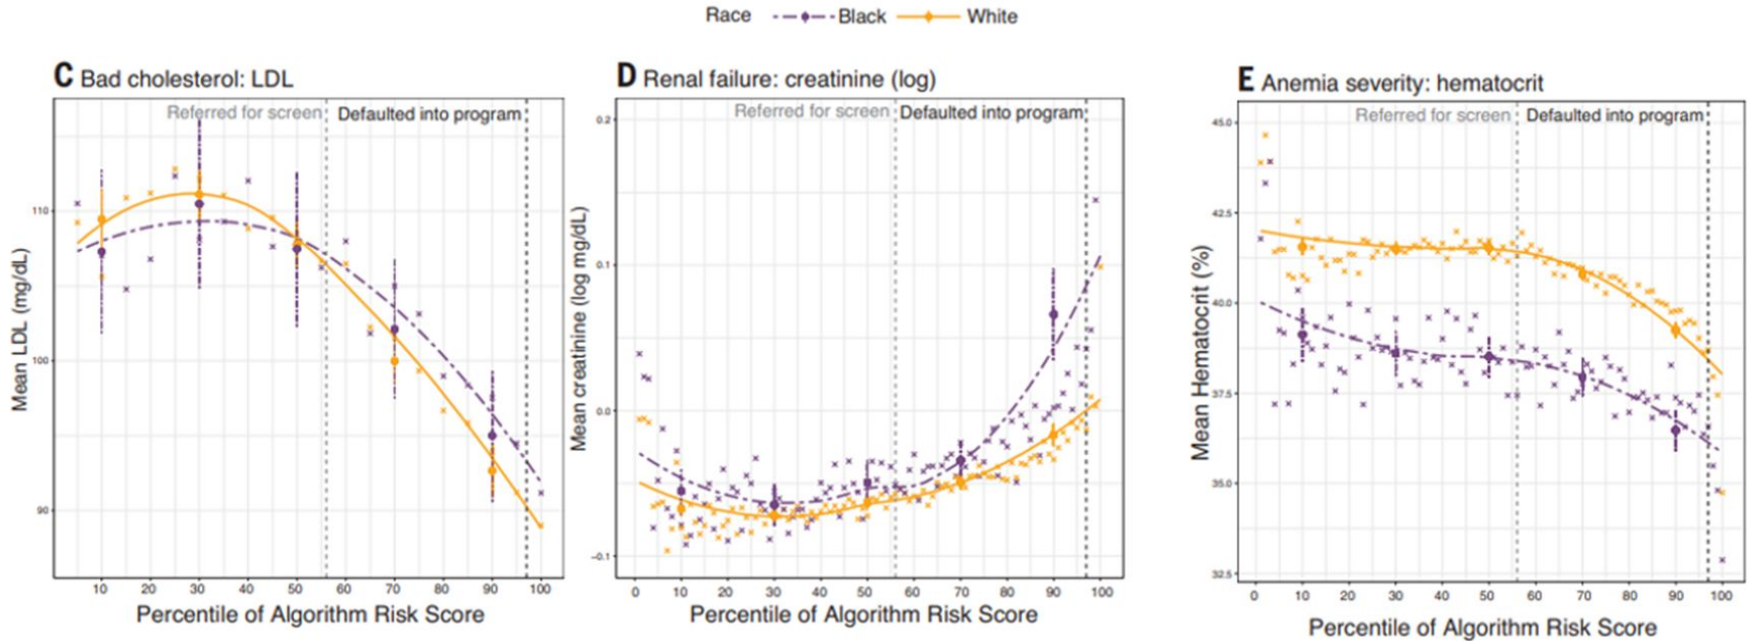 Race Black White
C Bad cholesterol: LDL
Referred for screen Defaulted into program
110
100
90
Mean LDL (mg/dL)
10 20 30 40 50 60 70 80 90 100
Percentile of Algorithm Risk Score
D Renal failure: creatinine (log)
Referred for screen Defaulted into program
0.2
0.1
0.0
-0.1
Mean creatinine (log mg/dL)
0 10 20 30 40 50 60 70 80 90 100
Percentile of Algorithm Risk Score
E Anemia severity: hematocrit
Referred for screen Defaulted into program
45.0
42.5
40.0
37.5
35.0
32.5
Mean Hematocrit (%)
0 10 20 30 40 50 60 70 80 90 100
Percentile of Algorithm Risk Score